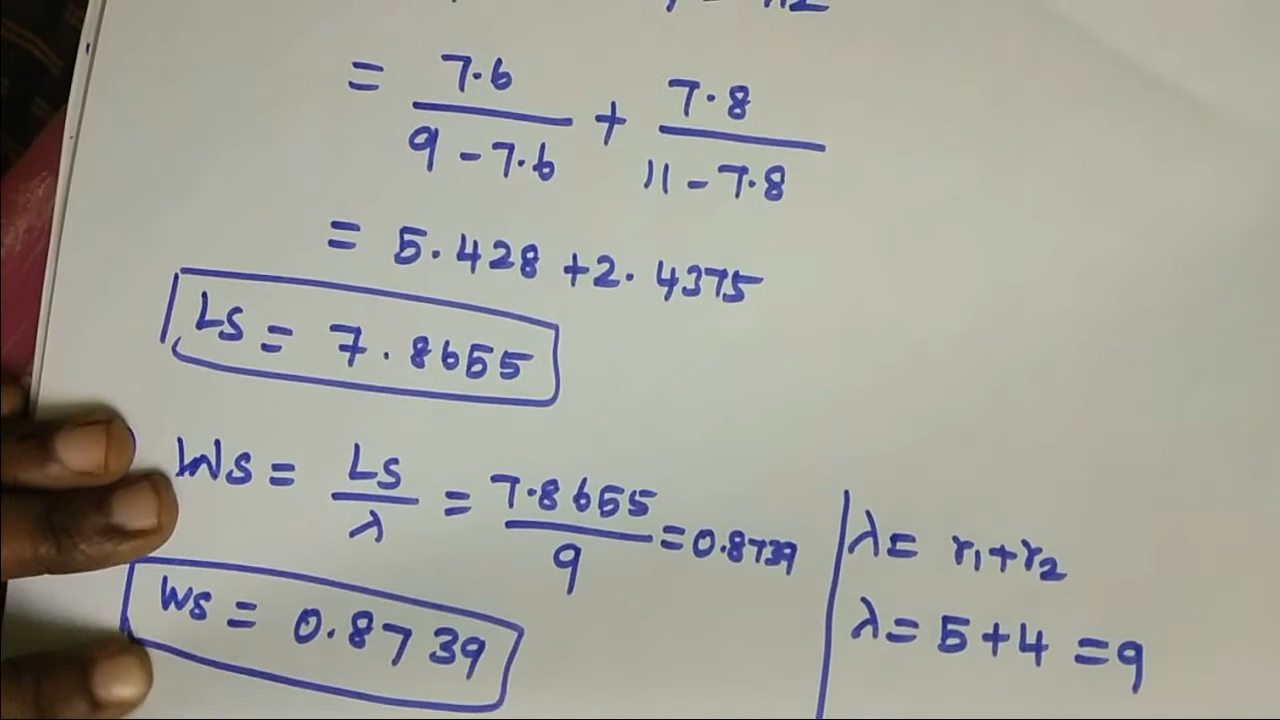 = 7.6/(9-7.6) + 7.8/(11-7.8)
= 5.428 + 2.4375
Ls = 7.8655
Ws = Ls/λ = 7.8655/9 = 0.8739
Ws = 0.8739
λ = r₁+r₂
λ = 5+4 = 9